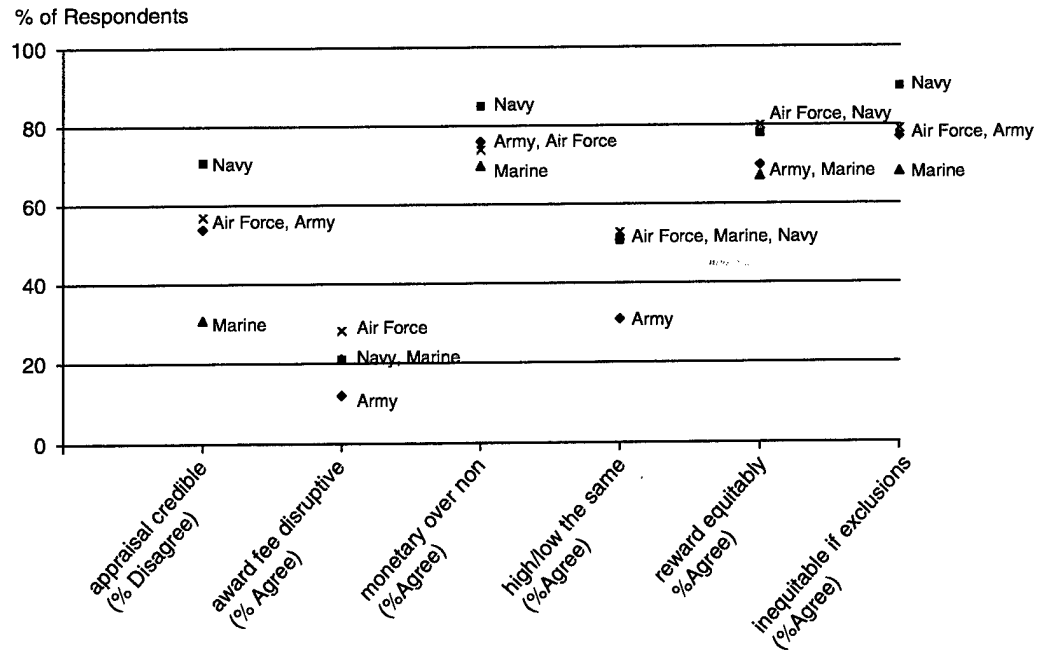 % of Respondents
100
80
60
40
20
0
Navy
Air Force, Army
Marine
Air Force
Navy, Marine
Army
Navy
Army, Air Force
Marine
Air Force, Marine, Navy
Army
Air Force, Navy
Army, Marine
Navy
Air Force, Army
Marine
appraisal credible
(% Disagree)
award fee disruptive
(% Agree)
monetary over non
(%Agree)
high/low the same
(%Agree)
reward equitably
%Agree)
inequitable if exclusions
(%Agree)